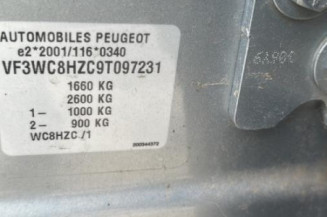 AUTOMOBILES PEUGEOT
e2*2001/116*0340
VF3WC8HZC9T097231
1660 KG
2600 KG
1- 1000 KG
2- 900 KG
WC8HZC /1